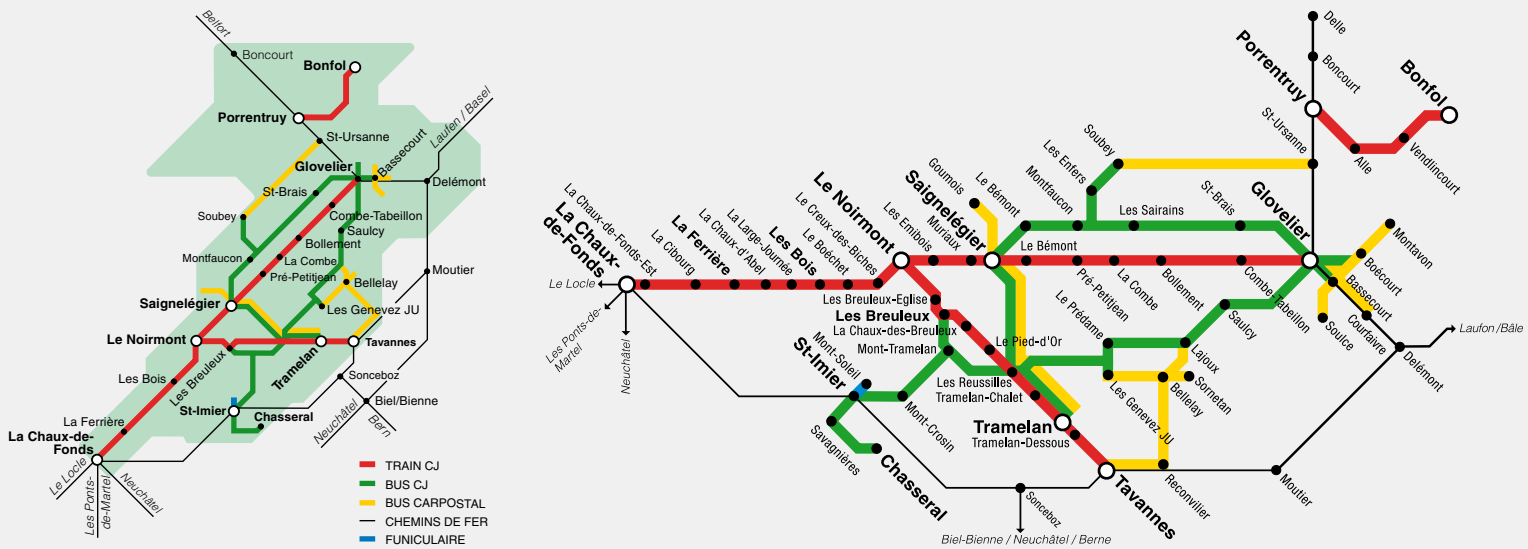 Belfort
Boncourt
Bonfol
Porrentruy
St-Ursanne
Laufen / Basel
Bassecourt
Glovelier
Delémont
St-Brais
Combe-Tabeillon
Soubey
Saulcy
Bollement
Montfaucon
La Combe
Moutier
Pré-Petitjean
Bellelay
Saignelégier
Les Genevez JU
Le Noirmont
Les Breuleux
Tramelan
Tavannes
Les Bois
Sonceboz
St-Imier
Chasseral
Biel/Bienne
Neuchâtel
Bern
La Ferrière
La Chaux-de-
Fonds
Le Locle
Les Ponts-
de-Martel
Neuchâtel
TRAIN CJ
BUS CJ
BUS CARPOSTAL
CHEMINS DE FER
FUNICULAIRE
Delle
Boncourt
Porrentruy
Bonfol
St-Ursanne
Alle
Vendlincourt
Soubey
Les Enfers
Montfaucon
Les Sairains
St-Brais
Glovelier
Goumois
Le Bémont
Saignelégier
Muriaux
Les Emibois
Le Noirmont
Le Creux-des-Biches
Le Boéchet
Les Bois
La Large-Journée
La Chaux-d'Abel
La Ferrière
La Cibourg
La Chaux-de-Fonds-Est
La Chaux-
de-Fonds
Le Locle
Les Ponts-de-
Martel
Neuchâtel
Le Bémont
Pré-Petitjean
La Combe
Bollement
Combe-Tabeillon
Montavon
Boécourt
Bassecourt
Courfaivre
Soulce
Delémont
Laufon /Bâle
Les Breuleux-Eglise
Les Breuleux
La Chaux-des-Breuleux
Mont-Tramelan
Le Pied-d'Or
Les Reussilles
Tramelan-Chalet
Tramelan
Tramelan-Dessous
Tavannes
Le Prédame
Saulcy
Lajoux
Les Genevez JU
Bellelay
Sornetan
Reconvilier
Moutier
Mont-Soleil
St-Imier
Mont-Crosin
Savagnières
Chasseral
Sonceboz
Biel-Bienne / Neuchâtel / Berne